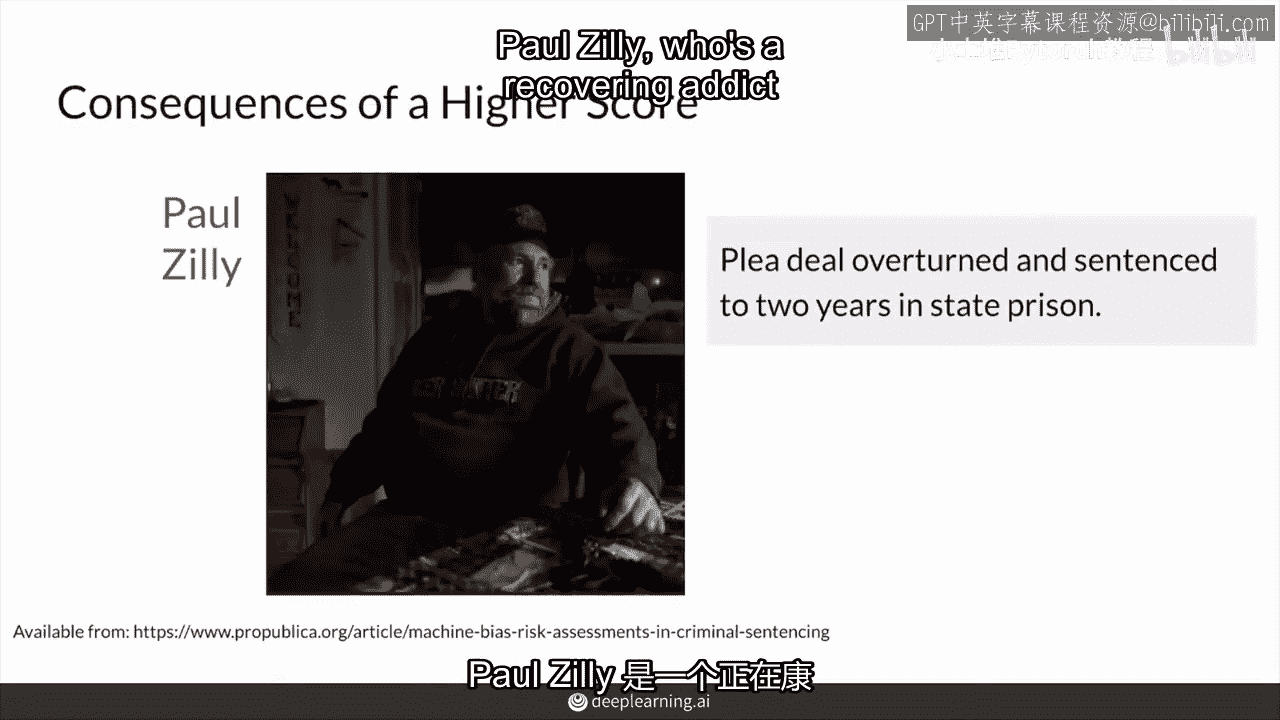 GPT中英字幕课程资源@bilibili.com
Paul Zilly, who's a
recovering addict
Consequences of a Higher Score
Paul
Zilly
Plea deal overturned and sentenced
to two years in state prison.
Available from: https://www.propublica.org/article/machine-bias-risk-assessments-in-criminal-sentencing
Paul Zilly 是一个正在康
deeplearning.ai